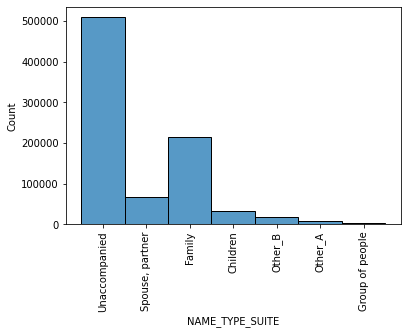 500000
400000
300000
200000
100000
0
Count
Unaccompanied
Spouse, partner
Family
Children
Other_B
Other_A
Group of people
NAME_TYPE_SUITE